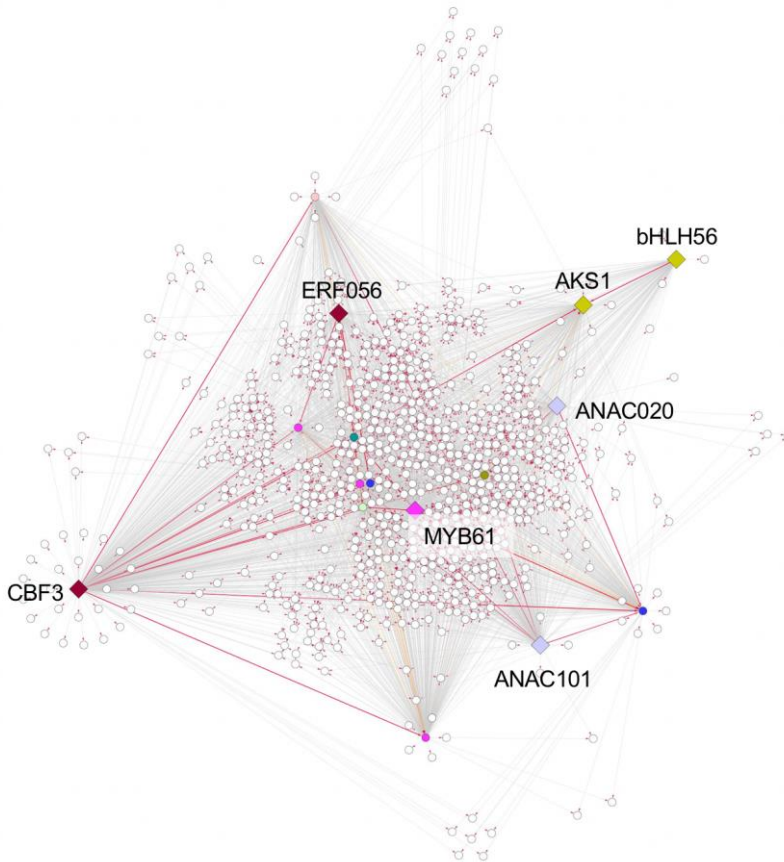 bHLH56
AKS1
ERF056
ANAC020
MYB61
CBF3
ANAC101